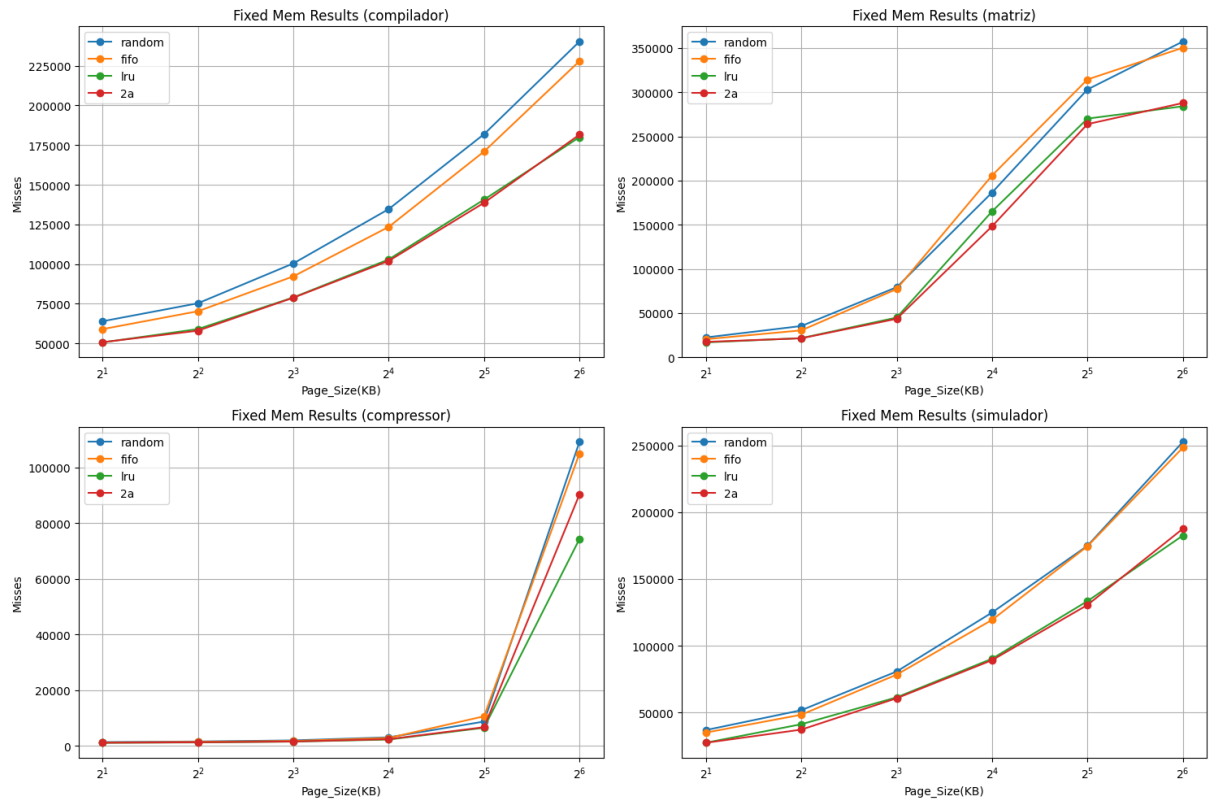 Fixed Mem Results (compilador)
random
fifo
lru
2a
225000
200000
175000
150000
125000
100000
75000
50000
Misses
2^1
2^2
2^3
2^4
2^5
2^6
Page_Size(KB)
Fixed Mem Results (matriz)
random
fifo
lru
2a
350000
300000
250000
200000
150000
100000
50000
0
Misses
2^1
2^2
2^3
2^4
2^5
2^6
Page_Size(KB)
Fixed Mem Results (compressor)
random
fifo
lru
2a
100000
80000
60000
40000
20000
0
Misses
2^1
2^2
2^3
2^4
2^5
2^6
Page_Size(KB)
Fixed Mem Results (simulador)
random
fifo
lru
2a
250000
200000
150000
100000
50000
Misses
2^1
2^2
2^3
2^4
2^5
2^6
Page_Size(KB)